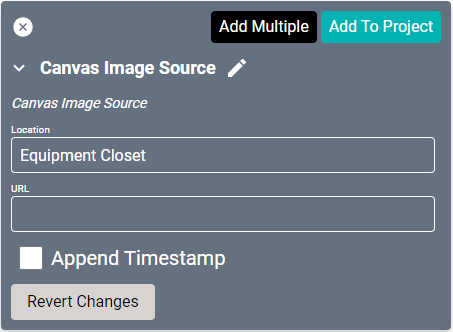 Add Multiple
Add To Project
Canvas Image Source
Canvas Image Source
Location
Equipment Closet
URL
Append Timestamp
Revert Changes